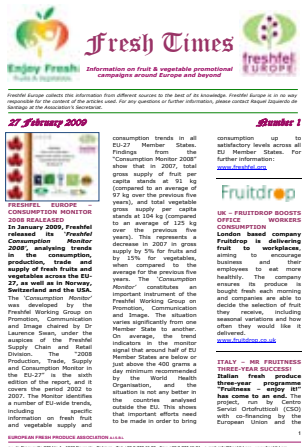 Fresh Times
Enjoy Fresh
fruits & vegetables
freshfel
EUROPE
Information on fruit & vegetable promotional
campaigns around Europe and beyond
Freshfel Europe collects this information from different sources to the best of its knowledge. Freshfel Europe is in no way
responsible for the content of the articles used. For any questions or further information, please contact Raquel Izquierdo de
Santiago at the Association's Secretariat.
27 February 2009
Number 1
FRESHFEL EUROPE –
CONSUMPTION MONITOR
2008 REALEASED
In January 2009, Freshfel
released its 'Freshfel
Consumption Monitor
2008', analysing trends
in the consumption,
production, trade and
supply of fresh fruits and
vegetables across the EU-
27, as well as in Norway,
Switzerland and the USA.
The 'Consumption Monitor'
was developed by the
Freshfel Working Group on
Promotion, Communication
and Image chaired by Dr
Laurence Swan, under the
auspices of the Freshfel
Supply Chain and Retail
Division. The "2008
Production, Trade, Supply
and Consumption Monitor in
the EU-27" is the sixth
edition of the report, and it
covers the period 2002 to
2007. The Monitor identifies
a number of EU-wide trends,
including specific
information on fresh fruit
and vegetable supply and
consumption trends in all
EU-27 Member States.
Findings from the
"Consumption Monitor 2008"
show that in 2007, total
gross supply of fruit per
capita stands at 91 kg
(compared to an average of
97 kg over the previous five
years), and total vegetable
gross supply per capita
stands at 104 kg (compared
to an average of 125 kg
over the previous five
years). This represents a
decrease in 2007 in gross
supply by 5% for fruits and
by 15% for vegetables,
when compared to the
average for the previous five
years. The 'Consumption
Monitor' constitutes an
important instrument of the
Freshfel Working Group on
Promotion, Communication
and Image. The situation
varies significantly from one
Member State to another.
On average, the trend
indicators in the monitor
signal that around half of EU
Member States are below or
just above the 400 grams a
day minimum recommended
by the World Health
Organisation, and the
situation is not any better in
the countries analysed
outside the EU. This shows
that important efforts need
to be made in order to bring
consumption up to
satisfactory levels across all
EU Member States. For
further information:
www.freshfel.org
Fruitdrop
UK – FRUITDROP BOOSTS
OFFICE WORKERS
CONSUMPTION
London based company
Fruitdrop is delivering
fruit to workplaces,
aiming to encourage
business and their
employees to eat more
healthily. The company
ensures its produce is
bought fresh each morning
and companies are able to
decide the selection of fruit
they receive, including
seasonal variations and how
often they would like it
delivered.
www.fruitdrop.co.uk
ITALY – MR FRUITNESS
THREE-YEAR SUCCESS!
Italian fresh produce
three-year programme
"Fruitness – enjoy it"
has come to an end. The
project, run by Centro
Servizi Ortofrutticoli (CSO)
with co-financing by the
European Union and the
EUROPEAN FRESH PRODUCE ASSOCIATION A.I.S.B.L